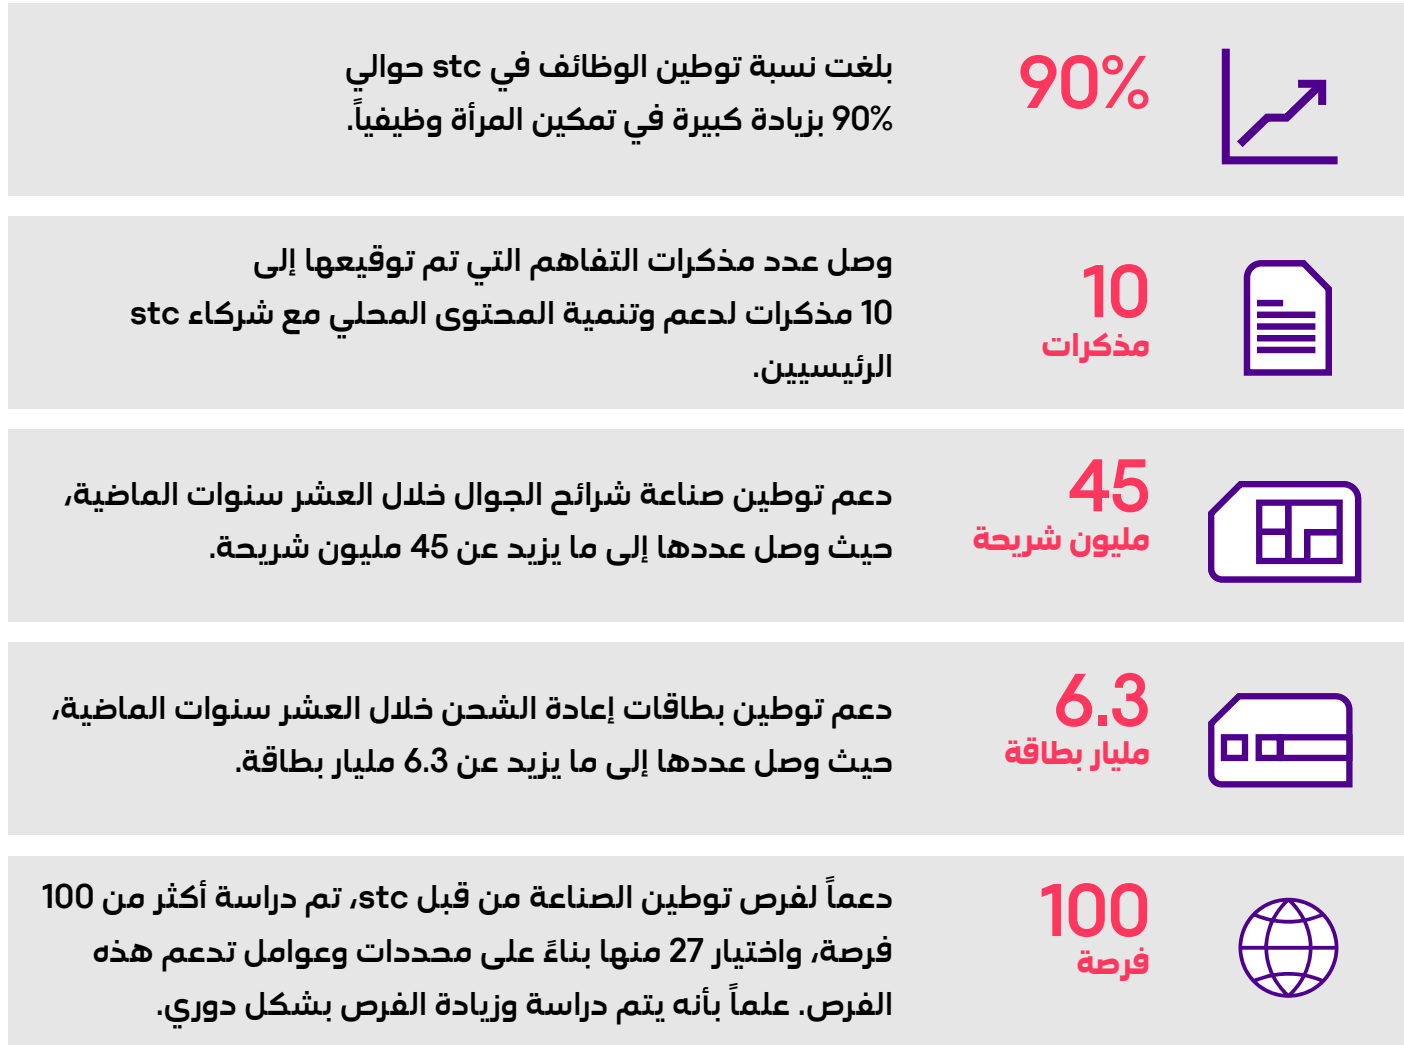 90%
بلغت نسبة توطين الوظائف في stc حوالي
90% بزيادة كبيرة في تمكين المرأة وظيفياً.
10
مذكرات
وصل عدد مذكرات التفاهم التي تم توقيعها إلى
10 مذكرات لدعم وتنمية المحتوى المحلي مع شركاء stc
الرئيسيين.
45
مليون شريحة
دعم توطين صناعة شرائح الجوال خلال العشر سنوات الماضية،
حيث وصل عددها إلى ما يزيد عن 45 مليون شريحة.
6.3
مليار بطاقة
دعم توطين بطاقات إعادة الشحن خلال العشر سنوات الماضية،
حيث وصل عددها إلى ما يزيد عن 6.3 مليار بطاقة.
100
فرصة
دعماً لفرص توطين الصناعة من قبل stc، تم دراسة أكثر من 100
فرصة، واختيار 27 منها بناءً على محددات وعوامل تدعم هذه
الفرص. علماً بأنه يتم دراسة وزيادة الفرص بشكل دوري.